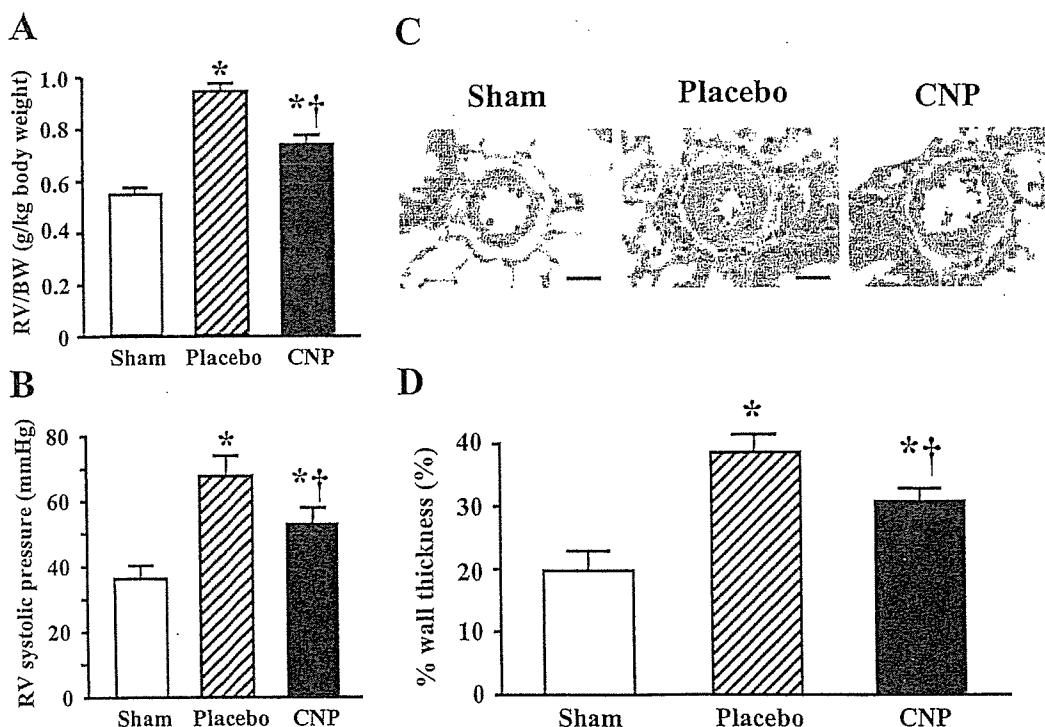 A
RV/BW (g/kg body weight)
1.0
0.8
0.6
0.4
0.2
0
*
*†
Sham Placebo CNP
B
RV systolic pressure (mmHg)
80
60
40
20
0
*
*†
Sham Placebo CNP
C
Sham Placebo CNP
D
% wall thickness (%)
40
30
20
10
0
*
*†
Sham Placebo CNP